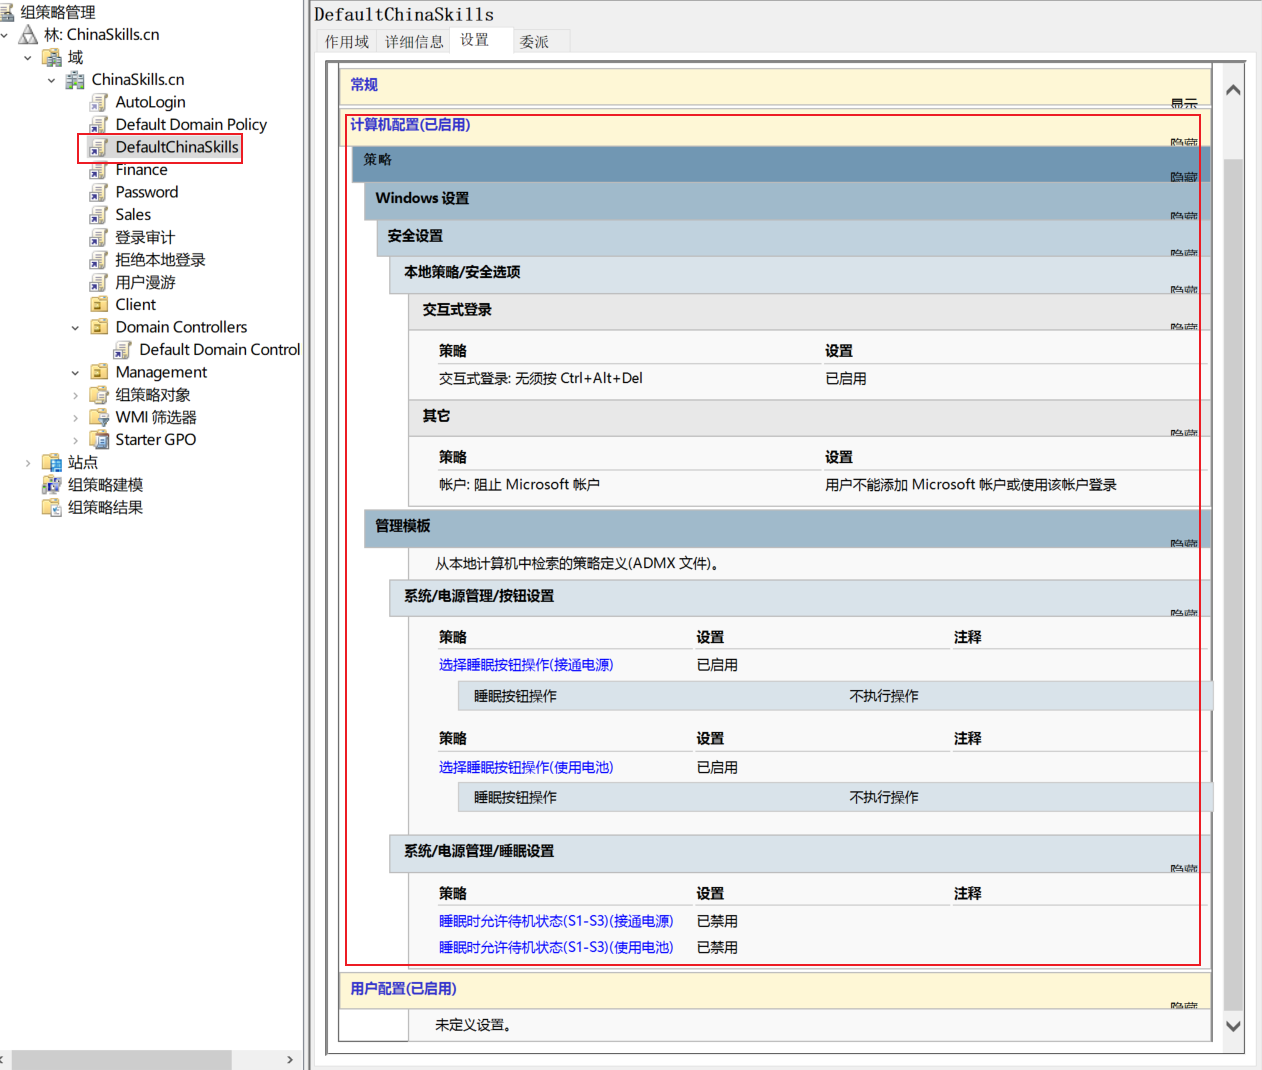 组策略管理
林: ChinaSkills.cn
域
ChinaSkills.cn
AutoLogin
Default Domain Policy
DefaultChinaSkills
Finance
Password
Sales
登录审计
拒绝本地登录
用户漫游
Client
Domain Controllers
Default Domain Control
Management
组策略对象
WMI 筛选器
Starter GPO
站点
组策略建模
组策略结果
DefaultChinaSkills
作用域 详细信息 设置 委派
常规
显示
计算机配置(已启用)
隐藏
策略
隐藏
Windows 设置
隐藏
安全设置
隐藏
本地策略/安全选项
隐藏
交互式登录
隐藏
策略 设置
交互式登录: 无须按 Ctrl+Alt+Del 已启用
其它
隐藏
策略 设置
帐户: 阻止 Microsoft 帐户 用户不能添加 Microsoft 帐户或使用该帐户登录
管理模板
隐藏
从本地计算机中检索的策略定义(ADMX 文件)。
系统/电源管理/按钮设置
隐藏
策略 设置 注释
选择睡眠按钮操作(接通电源) 已启用
睡眠按钮操作 不执行操作
策略 设置 注释
选择睡眠按钮操作(使用电池) 已启用
睡眠按钮操作 不执行操作
系统/电源管理/睡眠设置
隐藏
策略 设置 注释
睡眠时允许待机状态(S1-S3)(接通电源) 已禁用
睡眠时允许待机状态(S1-S3)(使用电池) 已禁用
用户配置(已启用)
隐藏
未定义设置。